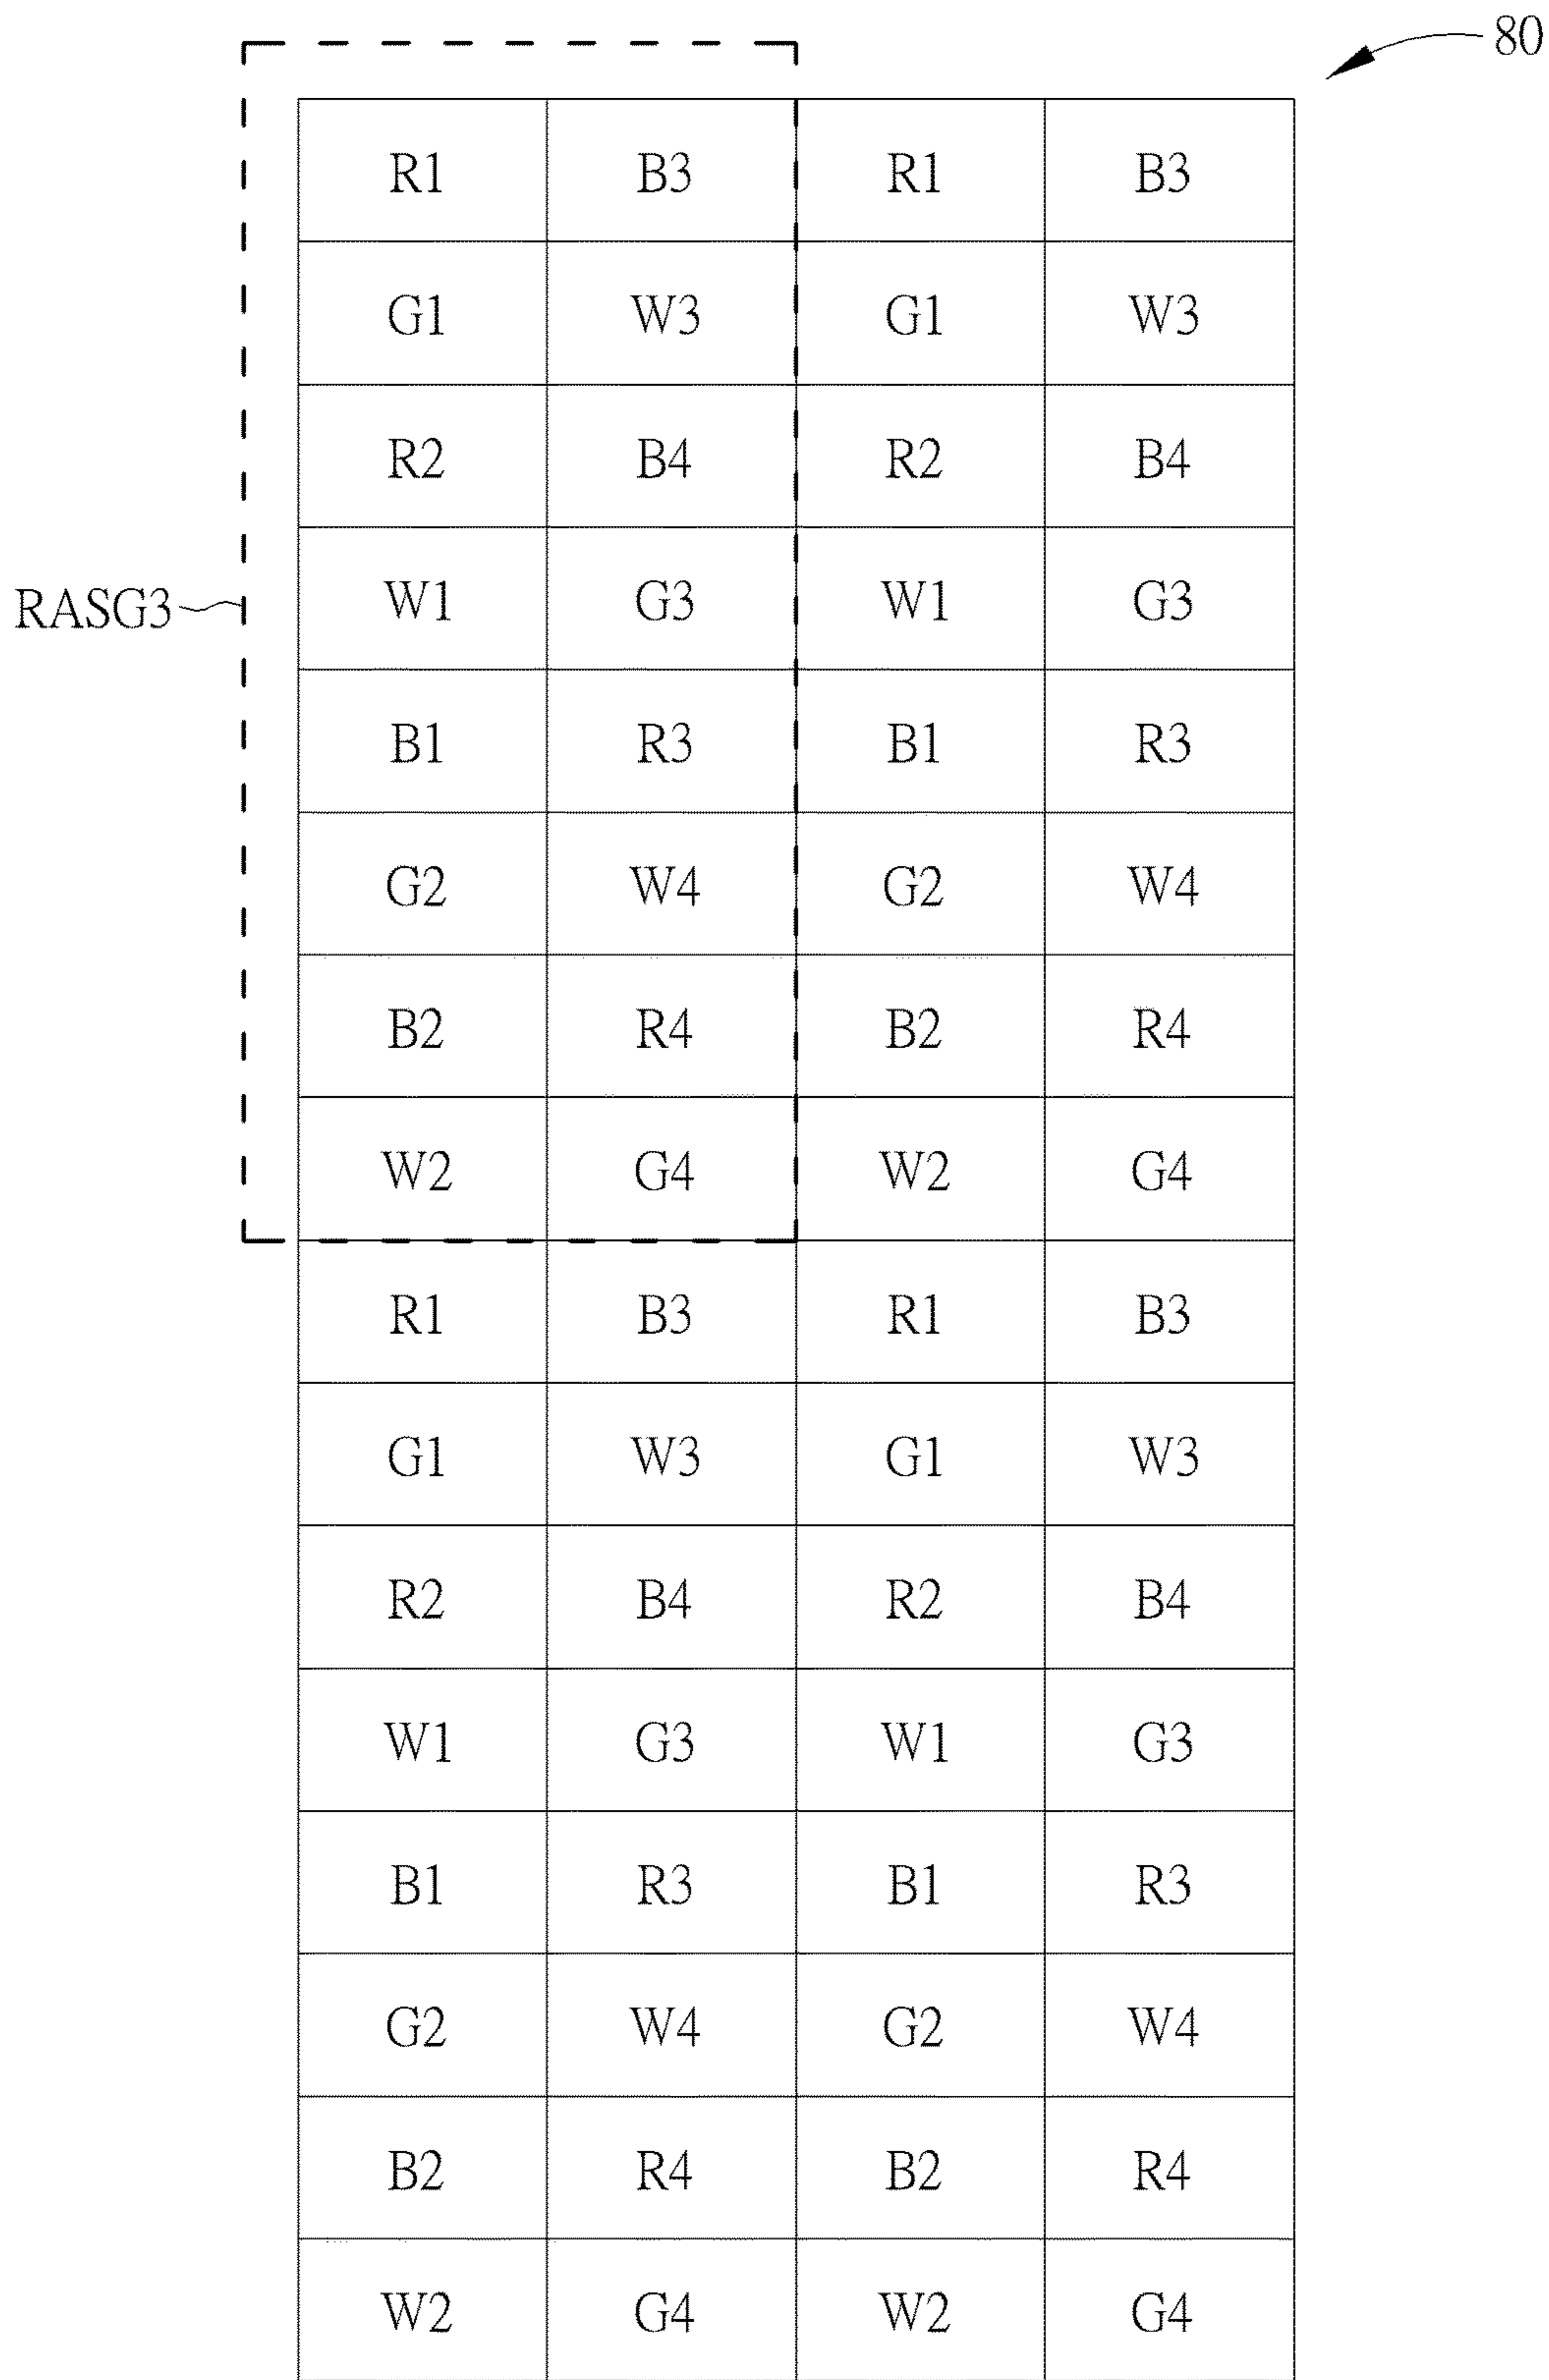 80
R1 B3 R1 B3
G1 W3 G1 W3
R2 B4 R2 B4
RASG3 W1 G3 W1 G3
B1 R3 B1 R3
G2 W4 G2 W4
B2 R4 B2 R4
W2 G4 W2 G4
R1 B3 R1 B3
G1 W3 G1 W3
R2 B4 R2 B4
W1 G3 W1 G3
B1 R3 B1 R3
G2 W4 G2 W4
B2 R4 B2 R4
W2 G4 W2 G4